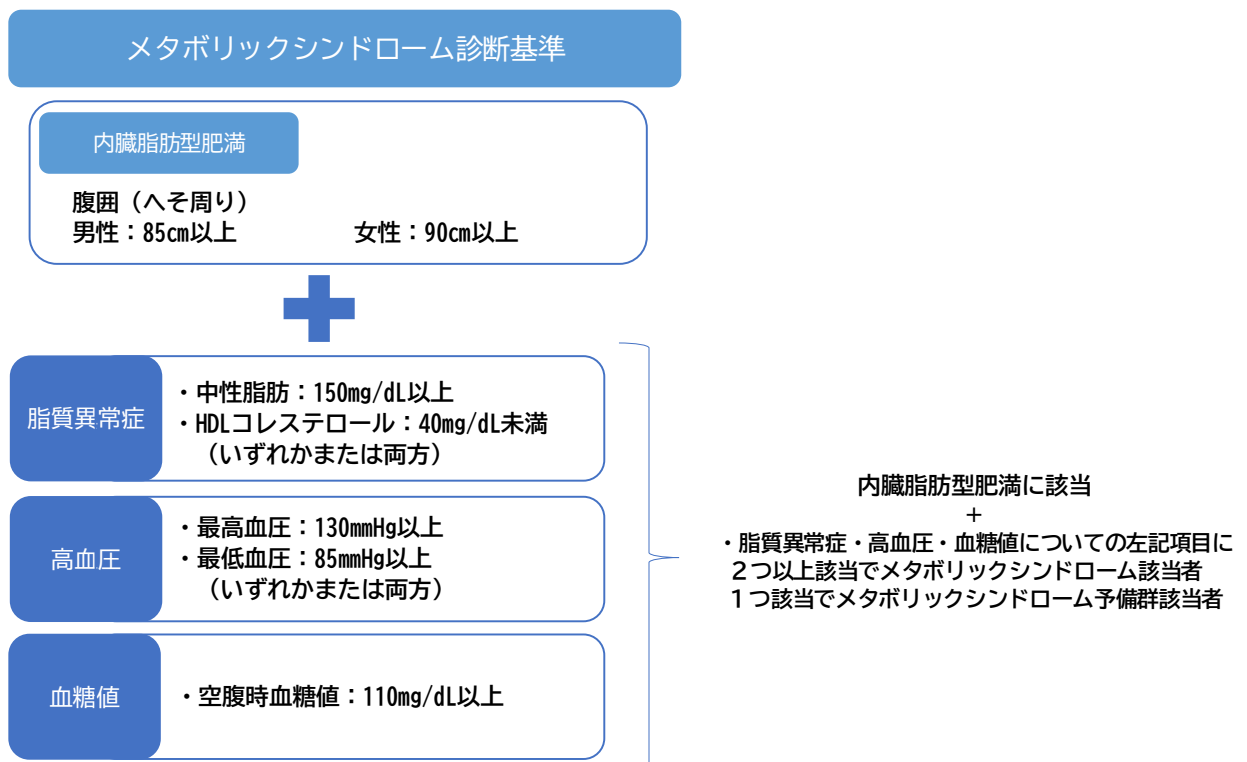 メタボリックシンドローム診断基準
内臓脂肪型肥満
腹囲（へそ周り）
男性：85㎝以上　女性：90㎝以上
脂質異常症
・中性脂肪：150mg/dL以上
・HDLコレステロール：40mg/dL未満
（いずれかまたは両方）
高血圧
・最高血圧：130mmHg以上
・最低血圧：85mmHg以上
（いずれかまたは両方）
血糖値
・空腹時血糖値：110mg/dL以上
内臓脂肪型肥満に該当
+
・脂質異常症・高血圧・血糖値についての左記項目に
２つ以上該当でメタボリックシンドローム該当者
１つ該当でメタボリックシンドローム予備群該当者